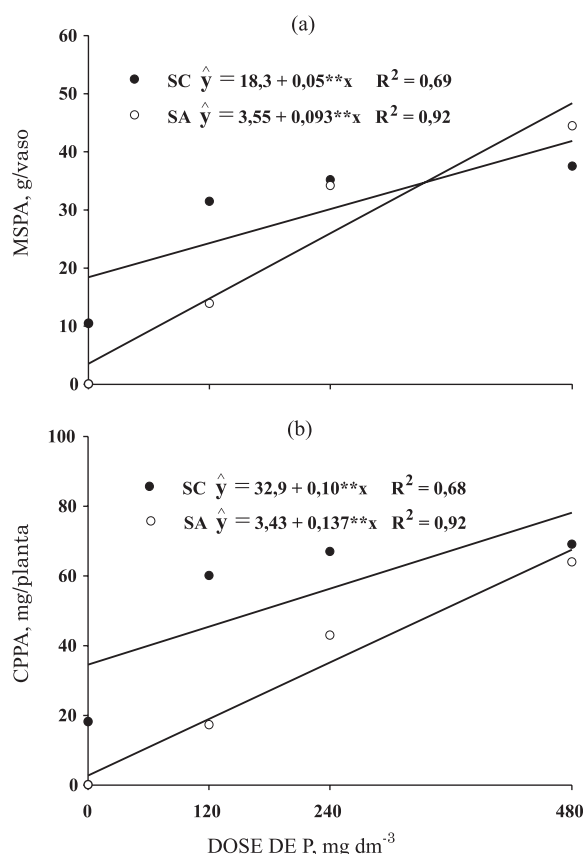 (a)
60
50
40
30
20
10
0
MSPA, g/vaso
SC ŷ = 18,3 + 0,05**x R² = 0,69
SA ŷ = 3,55 + 0,093**x R² = 0,92
(b)
100
80
60
40
20
0
CPPA, mg/planta
SC ŷ = 32,9 + 0,10**x R² = 0,68
SA ŷ = 3,43 + 0,137**x R² = 0,92
0 120 240 480
DOSE DE P, mg dm⁻³